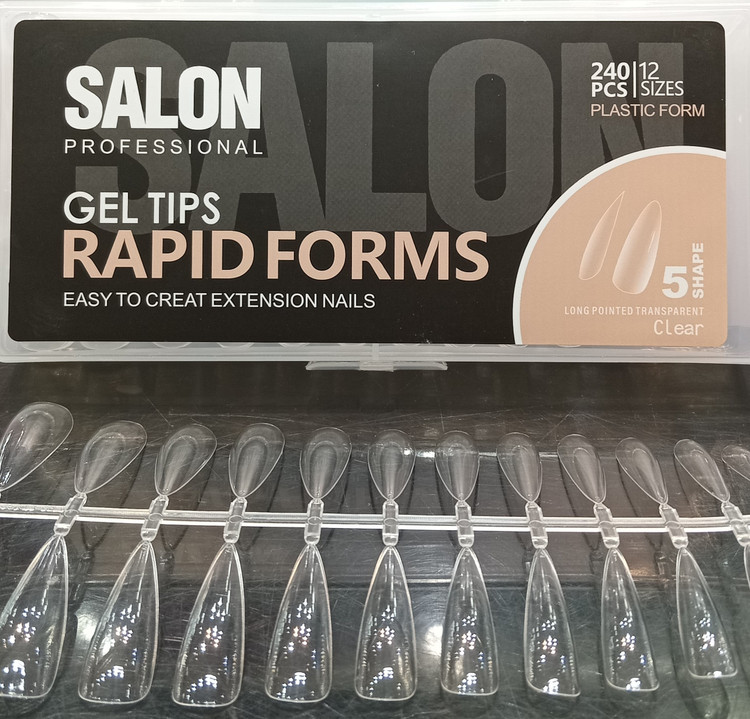 SALON
SALON
PROFESSIONAL
240 PCS | 12 SIZES
PLASTIC FORM
GEL TIPS
RAPID FORMS
EASY TO CREAT EXTENSION NAILS
5 SHAPE
LONG POINTED TRANSPARENT
Clear